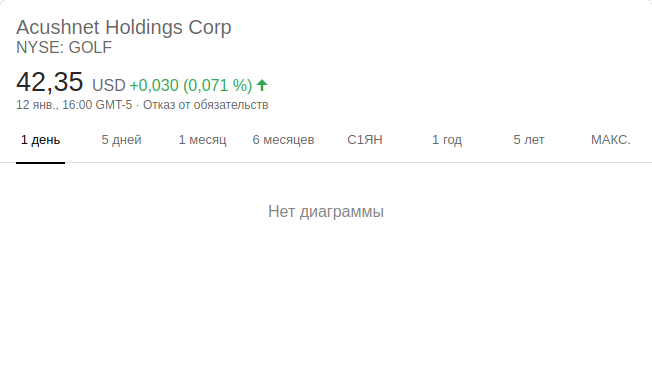 Acushnet Holdings Corp
NYSE: GOLF
42,35 USD +0,030 (0,071 %)
12 янв., 16:00 GMT-5 · Отказ от обязательств
1 день 5 дней 1 месяц 6 месяцев С1ЯН 1 год 5 лет МАКС.
Нет диаграммы